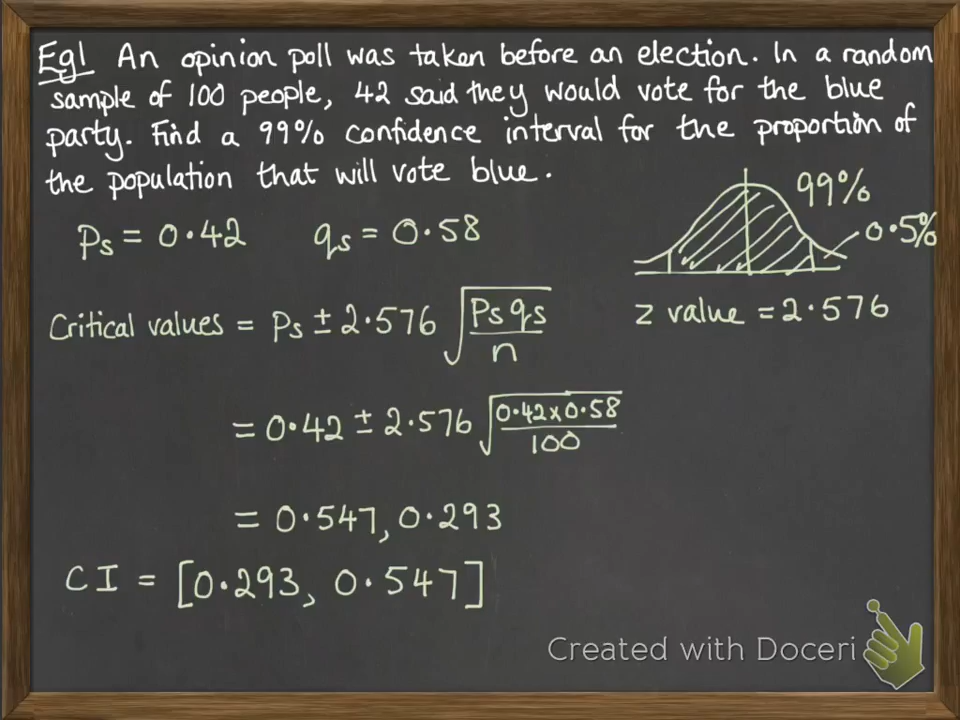 Eg1 An opinion poll was taken before an election. In a random
sample of 100 people, 42 said they would vote for the blue
party. Find a 99% confidence interval for the proportion of
the population that will vote blue.
99%
0.5%
Ps = 0.42 qs = 0.58
z value = 2.576
Critical values = Ps ± 2.576 √(Ps qs / n)
= 0.42 ± 2.576 √(0.42 × 0.58 / 100)
= 0.547, 0.293
CI = [0.293, 0.547]
Created with Doceri